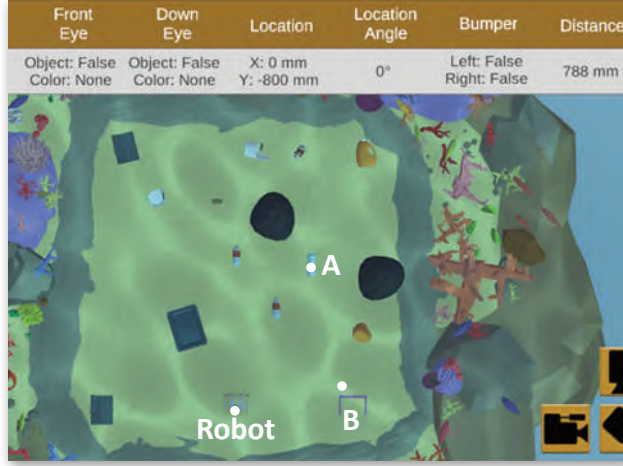 Front Eye
Down Eye
Location
Location Angle
Bumper
Distance
Object: False
Color: None
Object: False
Color: None
X: 0 mm
Y: -800 mm
0°
Left: False
Right: False
788 mm
A
B
Robot